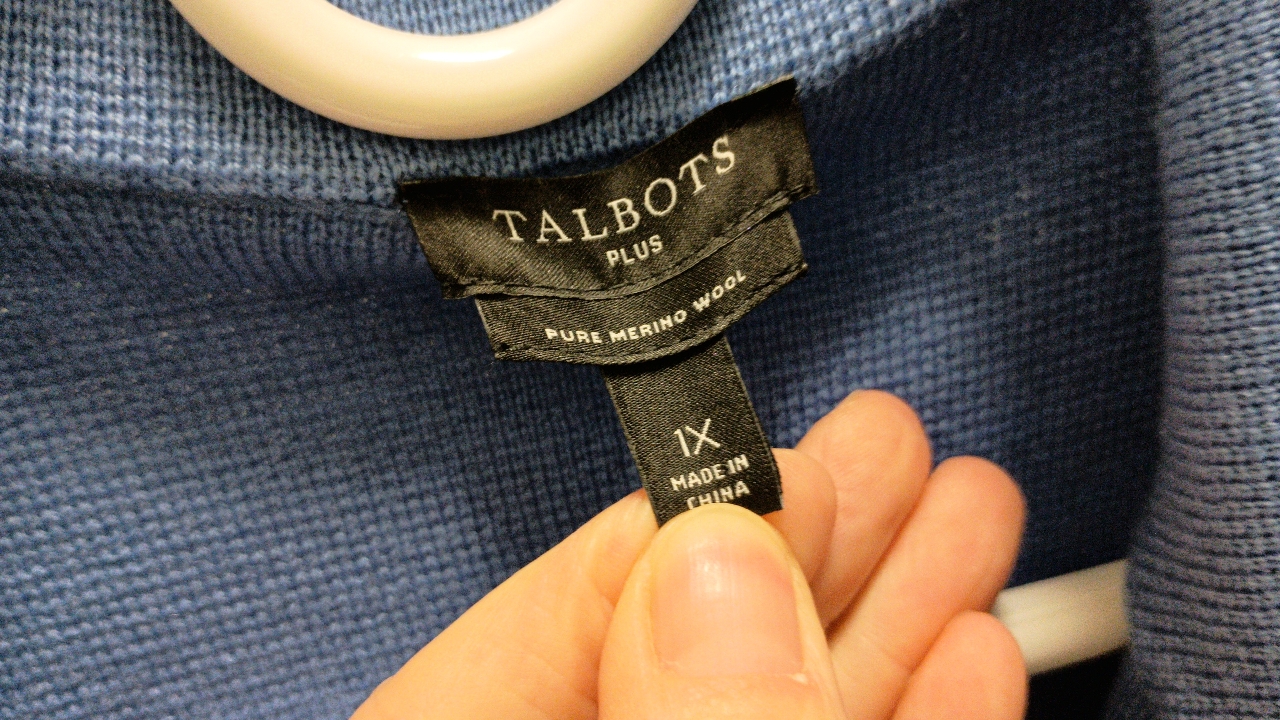 TALBOTS
PLUS
PURE MERINO WOOL
1X
MADE IN
CHINA